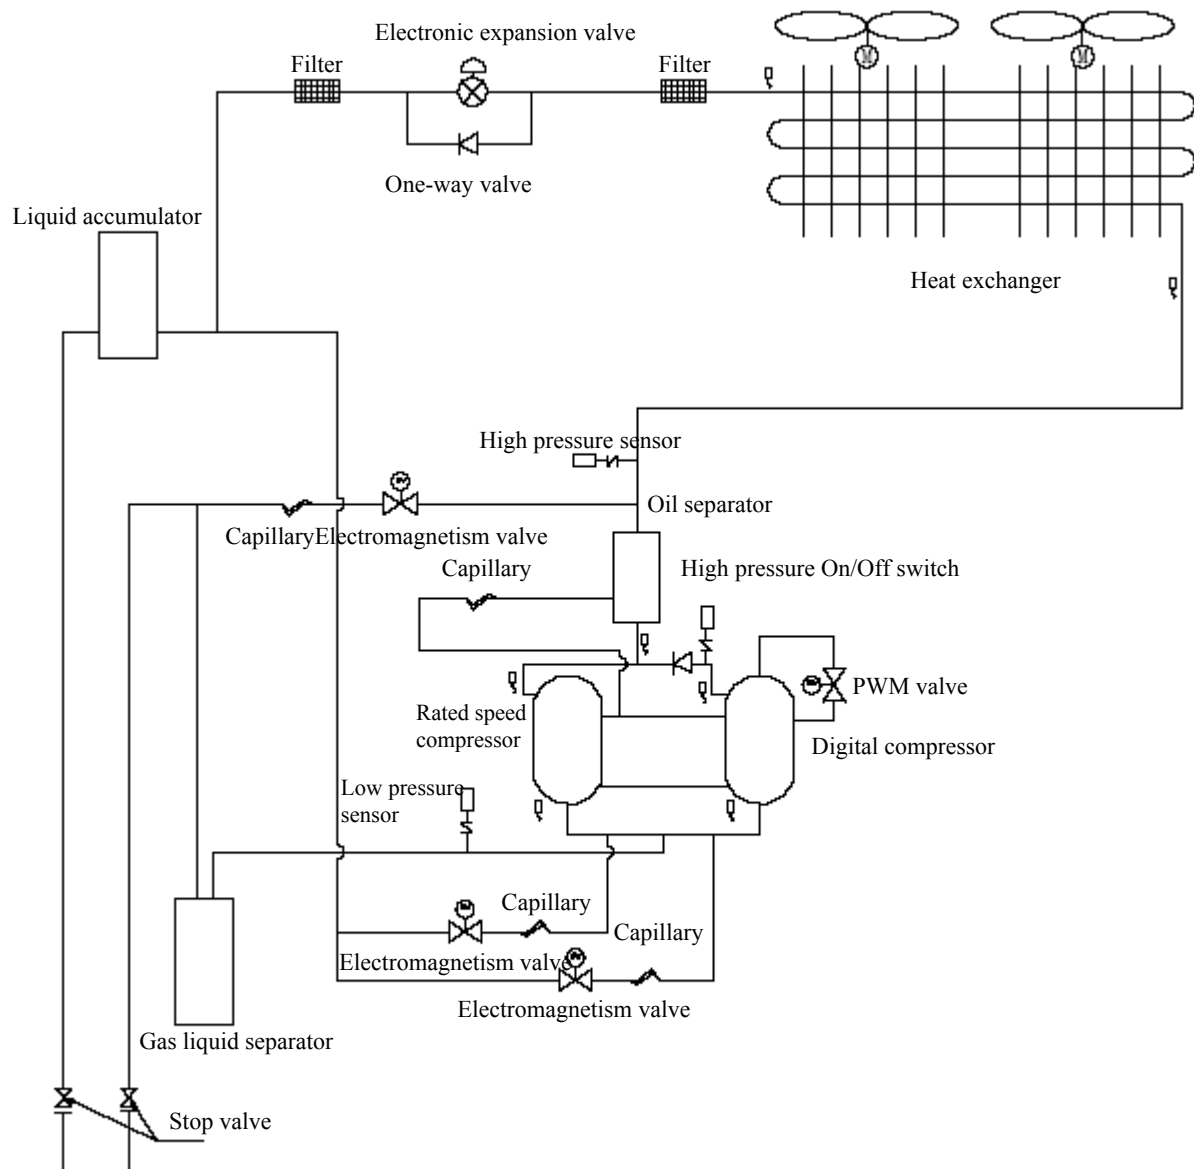 Electronic expansion valve
Filter
Filter
M
M
One-way valve
Liquid accumulator
Heat exchanger
High pressure sensor
Oil separator
Capillary
Electromagnetism valve
Capillary
High pressure On/Off switch
PWM valve
Rated speed
compressor
Digital compressor
Low pressure
sensor
Capillary
Capillary
Electromagnetism valve
Electromagnetism valve
Gas liquid separator
Stop valve